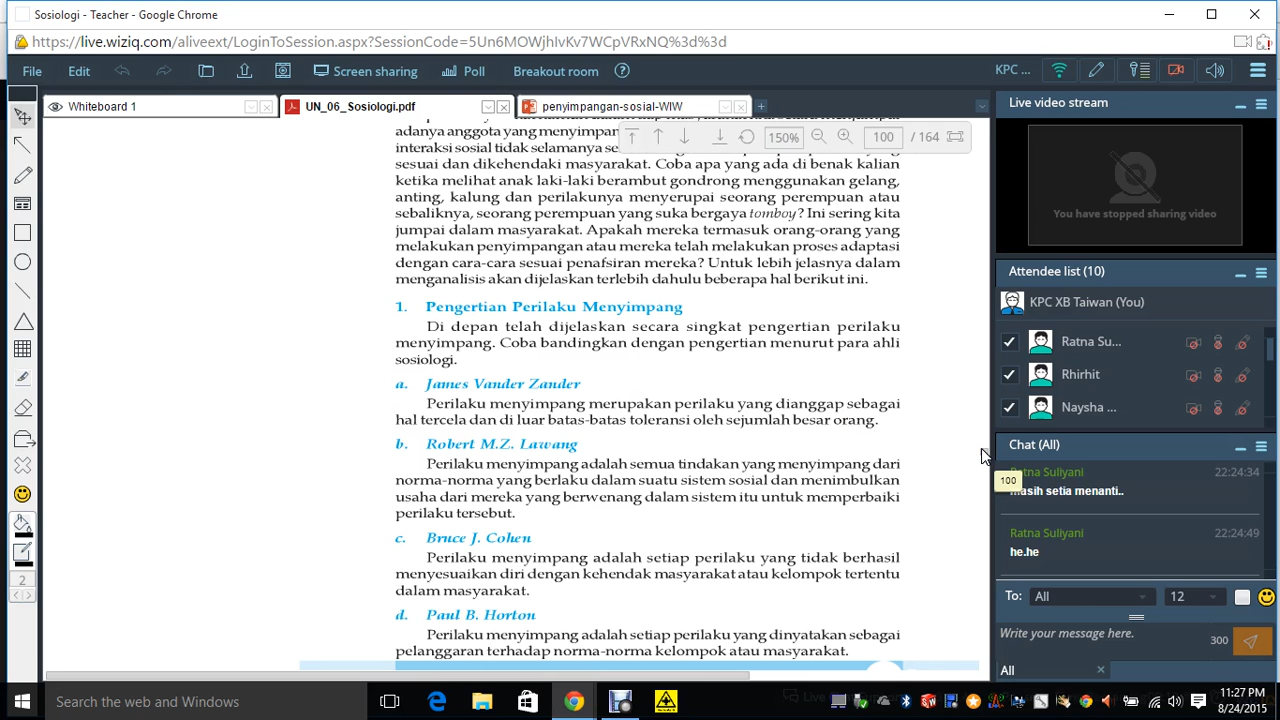 Sosiologi - Teacher - Google Chrome
https://live.wiziq.com/aliveext/LoginToSession.aspx?SessionCode=5Un6MOWjhIvKv7WCpVRxNQ%3d%3d
File Edit Screen sharing Poll Breakout room KPC ...
Whiteboard 1 UN_06_Sosiologi.pdf penyimpangan-sosial-WIW
150% 100 / 164
adanya anggota yang menyimpan
interaksi sosial tidak selamanya se
sesuai dan dikehendaki masyarakat. Coba apa yang ada di benak kalian
ketika melihat anak laki-laki berambut gondrong menggunakan gelang,
anting, kalung dan perilakunya menyerupai seorang perempuan atau
sebaliknya, seorang perempuan yang suka bergaya tomboy? Ini sering kita
jumpai dalam masyarakat. Apakah mereka termasuk orang-orang yang
melakukan penyimpangan atau mereka telah melakukan proses adaptasi
dengan cara-cara sesuai penafsiran mereka? Untuk lebih jelasnya dalam
menganalisis akan dijelaskan terlebih dahulu beberapa hal berikut ini.
1. Pengertian Perilaku Menyimpang
Di depan telah dijelaskan secara singkat pengertian perilaku
menyimpang. Coba bandingkan dengan pengertian menurut para ahli
sosiologi.
a. James Vander Zander
Perilaku menyimpang merupakan perilaku yang dianggap sebagai
hal tercela dan di luar batas-batas toleransi oleh sejumlah besar orang.
b. Robert M.Z. Lawang
Perilaku menyimpang adalah semua tindakan yang menyimpang dari
norma-norma yang berlaku dalam suatu sistem sosial dan menimbulkan
usaha dari mereka yang berwenang dalam sistem itu untuk memperbaiki
perilaku tersebut.
c. Bruce J. Cohen
Perilaku menyimpang adalah setiap perilaku yang tidak berhasil
menyesuaikan diri dengan kehendak masyarakat atau kelompok tertentu
dalam masyarakat.
d. Paul B. Horton
Perilaku menyimpang adalah setiap perilaku yang dinyatakan sebagai
pelanggaran terhadap norma-norma kelompok atau masyarakat.
2
Live video stream
You have stopped sharing video
Attendee list (10)
KPC XB Taiwan (You)
Ratna Su...
Rhirhit
Naysha ...
Chat (All)
Ratna Suliyani 22:24:34
100
masih setia menanti..
Ratna Suliyani 22:24:49
he.he
To: All 12
Write your message here. 300
All
Search the web and Windows
11:27 PM
8/24/2015